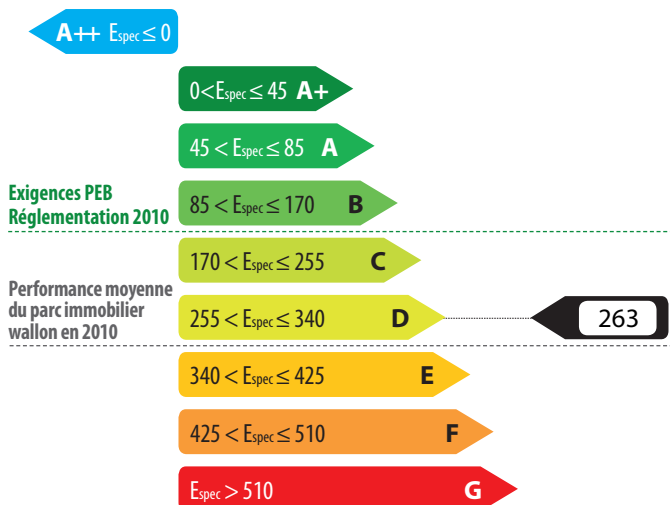 A++ Espec ≤ 0
0<Espec ≤ 45 A+
45 < Espec ≤ 85 A
Exigences PEB
Réglementation 2010
85 < Espec ≤ 170 B
170 < Espec ≤ 255 C
Performance moyenne
du parc immobilier
wallon en 2010
255 < Espec ≤ 340 D
263
340 < Espec ≤ 425 E
425 < Espec ≤ 510 F
Espec > 510 G